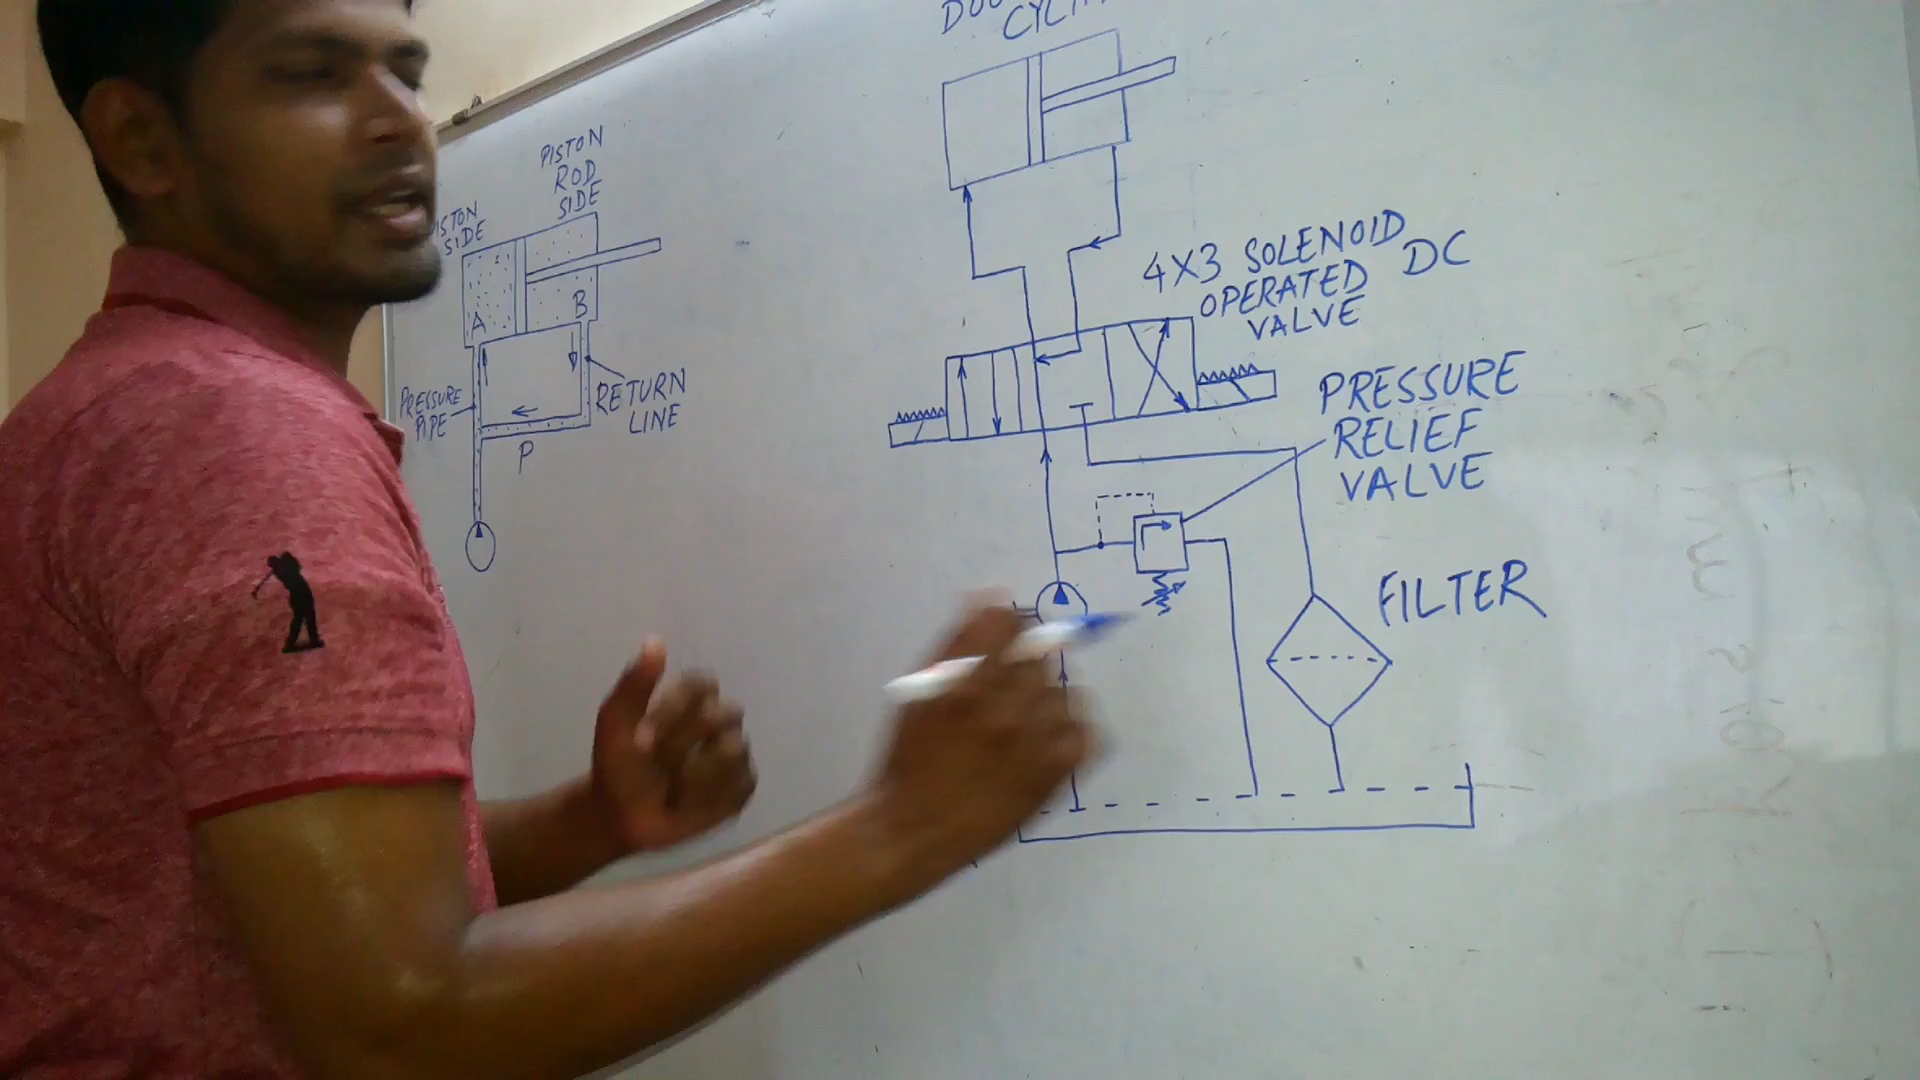 PISTON
ROD
SIDE
SIDE
A
B
PRESSURE
PIPE
RETURN
LINE
P
4X3 SOLENOID
OPERATED DC
VALVE
PRESSURE
RELIEF
VALVE
FILTER